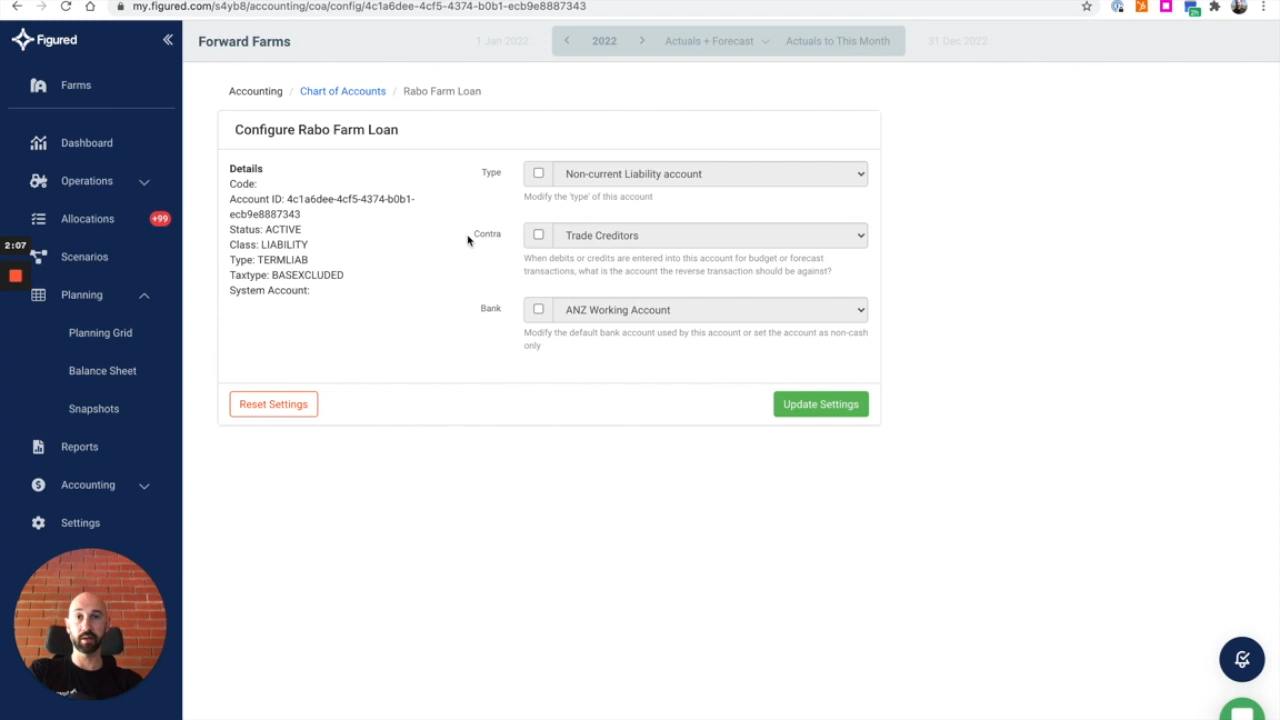 my.figured.com/s4yb8/accounting/coa/config/4c1a6dee-4cf5-4374-b0b1-ecb9e8887343
Figured
Forward Farms
1 Jan 2022
2022
Actuals + Forecast
Actuals to This Month
31 Dec 2022
Farms
Dashboard
Operations
Allocations
+99
2:07
Scenarios
Planning
Planning Grid
Balance Sheet
Snapshots
Reports
Accounting
Settings
Accounting / Chart of Accounts / Rabo Farm Loan
Configure Rabo Farm Loan
Details
Code:
Account ID: 4c1a6dee-4cf5-4374-b0b1-
ecb9e8887343
Status: ACTIVE
Class: LIABILITY
Type: TERMLIAB
Taxtype: BASEXCLUDED
System Account:
Type
Non-current Liability account
Modify the 'type' of this account
Contra
Trade Creditors
When debits or credits are entered into this account for budget or forecast
transactions, what is the account the reverse transaction should be against?
Bank
ANZ Working Account
Modify the default bank account used by this account or set the account as non-cash
only
Reset Settings
Update Settings